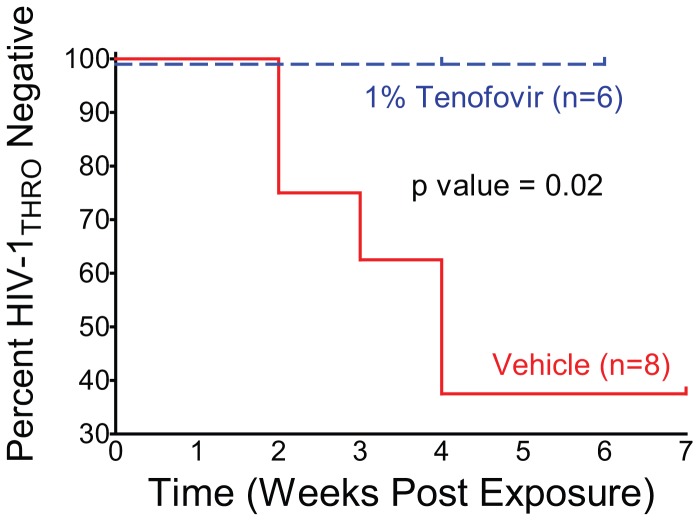 Percent HIV-1THRO Negative
100
90
80
70
60
50
40
30
1% Tenofovir (n=6)
p value = 0.02
Vehicle (n=8)
0 1 2 3 4 5 6 7
Time (Weeks Post Exposure)